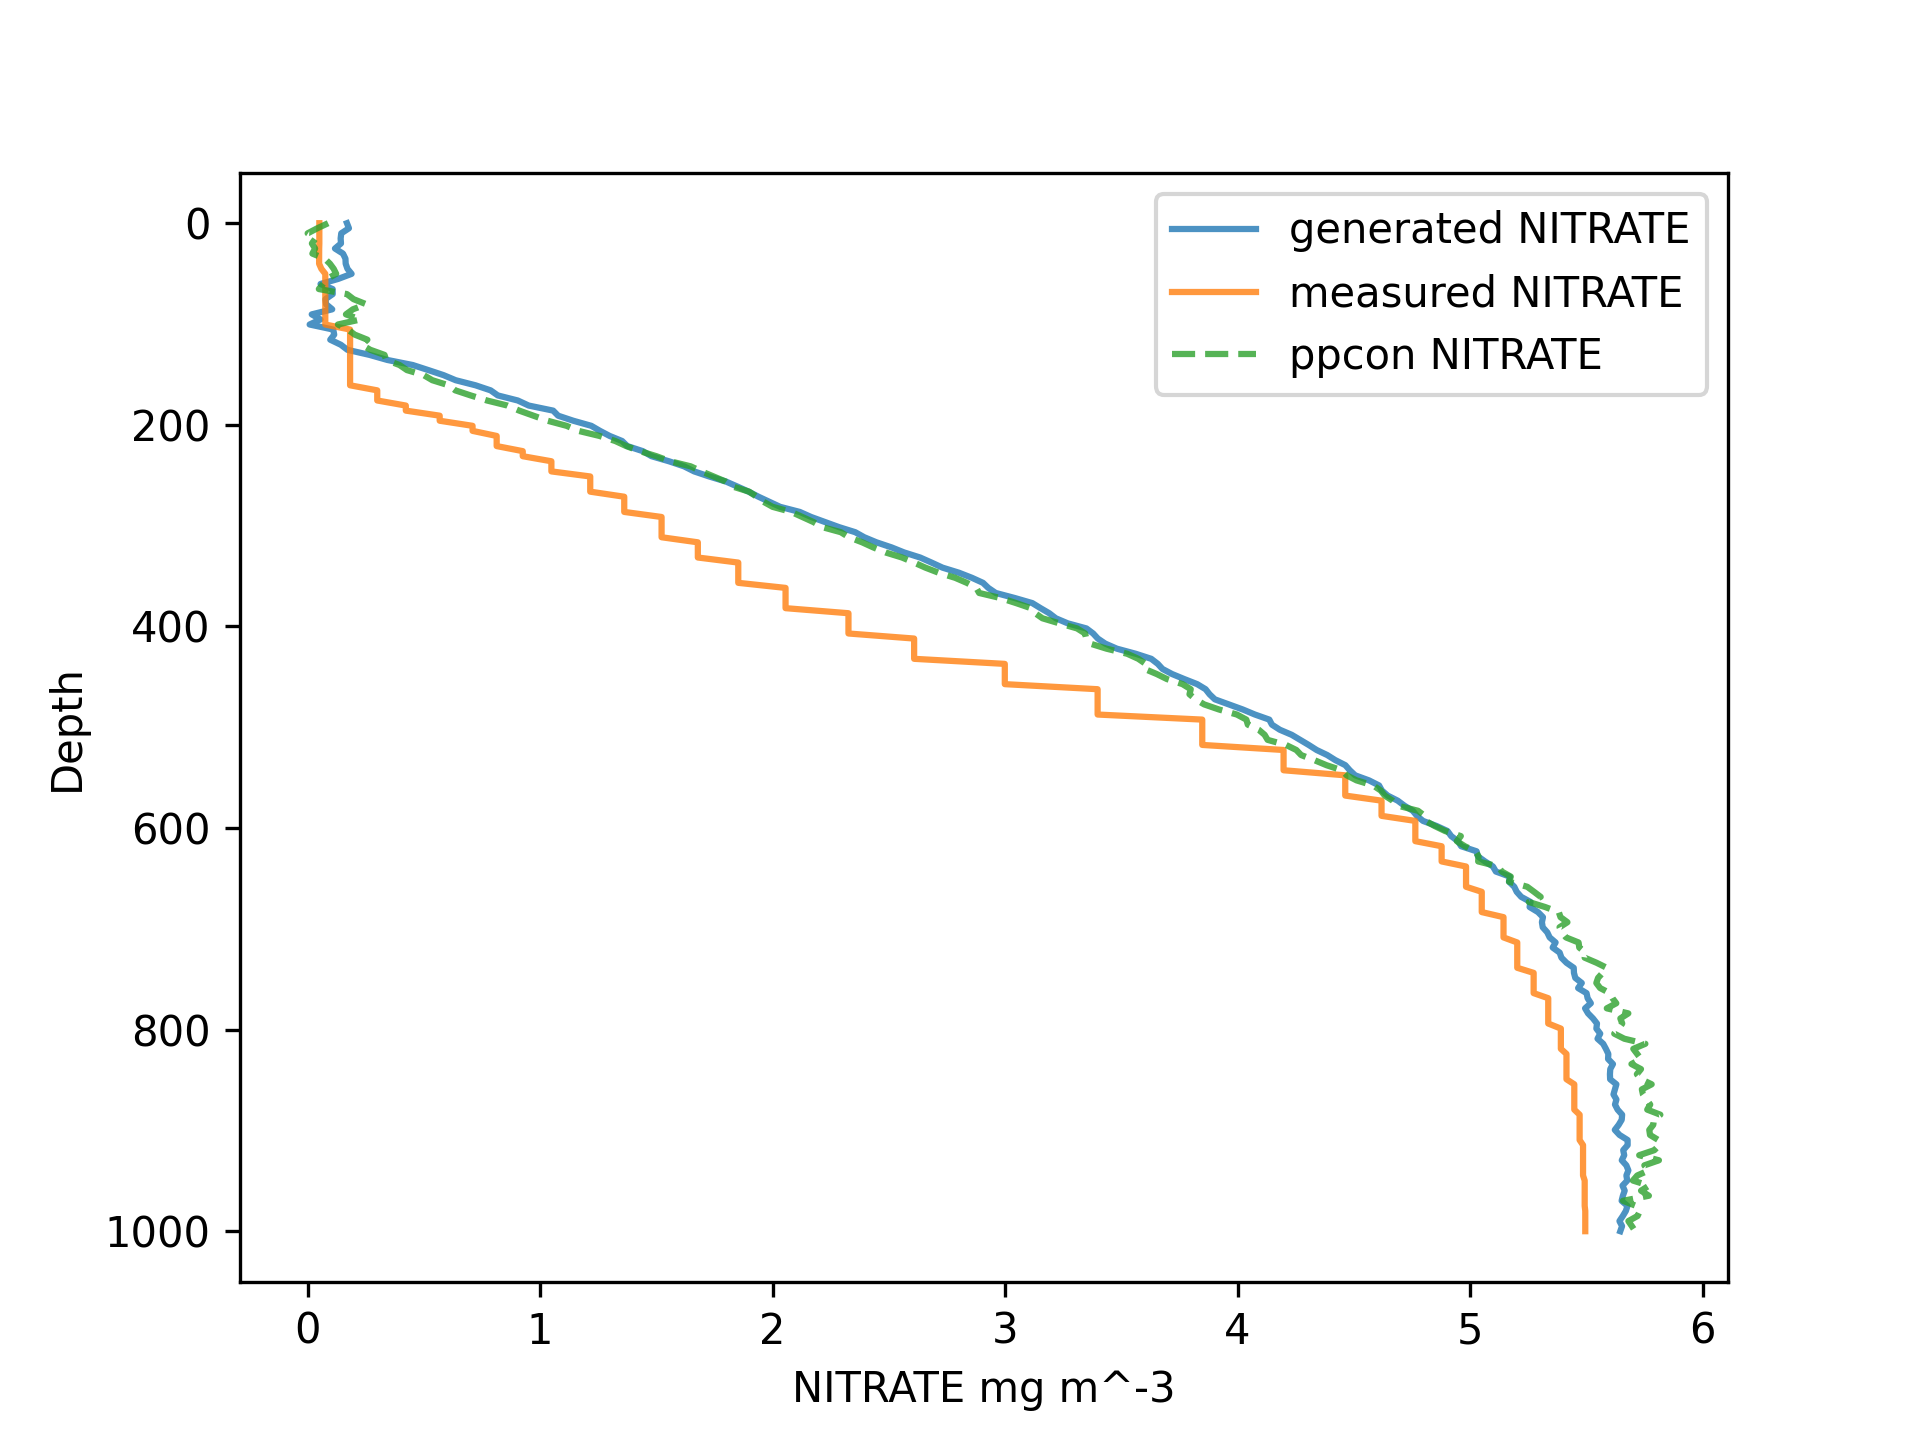 generated NITRATE
measured NITRATE
ppcon NITRATE
0
200
400
600
800
1000
Depth
0 1 2 3 4 5 6
NITRATE mg m^-3